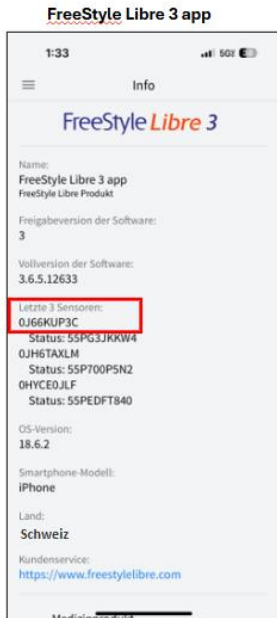 FreeStyle Libre 3 app
1:33
5G
Info
FreeStyle Libre 3
Name:
FreeStyle Libre 3 app
FreeStyle Libre Produkt
Freigabeversion der Software:
3
Vollversion der Software:
3.6.5.12633
Letzte 3 Sensoren:
0J66KUP3C
Status: 55PG3JKKW4
0JH6TAXLM
Status: 55P700P5N2
0HYCE0JLF
Status: 55PEDFT840
OS-Version:
18.6.2
Smartphone-Modell:
iPhone
Land:
Schweiz
Kundenservice:
https://www.freestylelibre.com